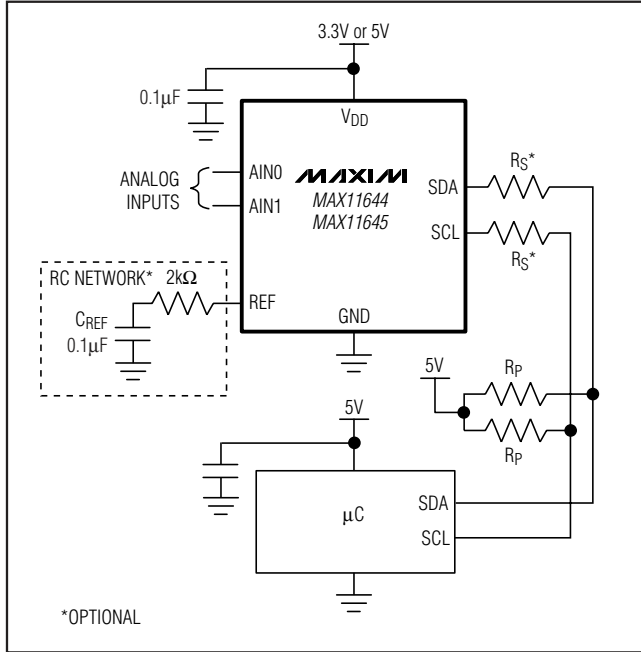 3.3V or 5V
0.1μF
VDD
ANALOG
INPUTS
AIN0
AIN1
MAXIM
MAX11644
MAX11645
SDA
SCL
RS*
RS*
RC NETWORK*
2kΩ
CREF
0.1μF
REF
GND
5V
RP
RP
5V
μC
SDA
SCL
*OPTIONAL